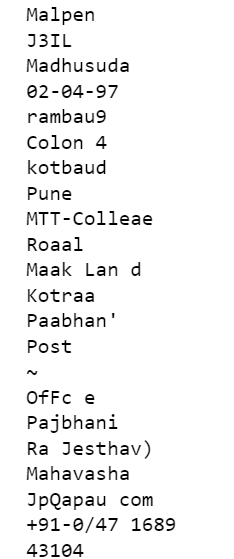 Malpen
J3IL
Madhusuda
02-04-97
rambau9
Colon 4
kotbaud
Pune
MTT-Colleae
Roaal
Maak Lan d
Kotraa
Paabhan'
Post
~
OfFc e
Pajbhani
Ra Jesthav)
Mahavasha
JpQapau com
+91-0/47 1689
43104